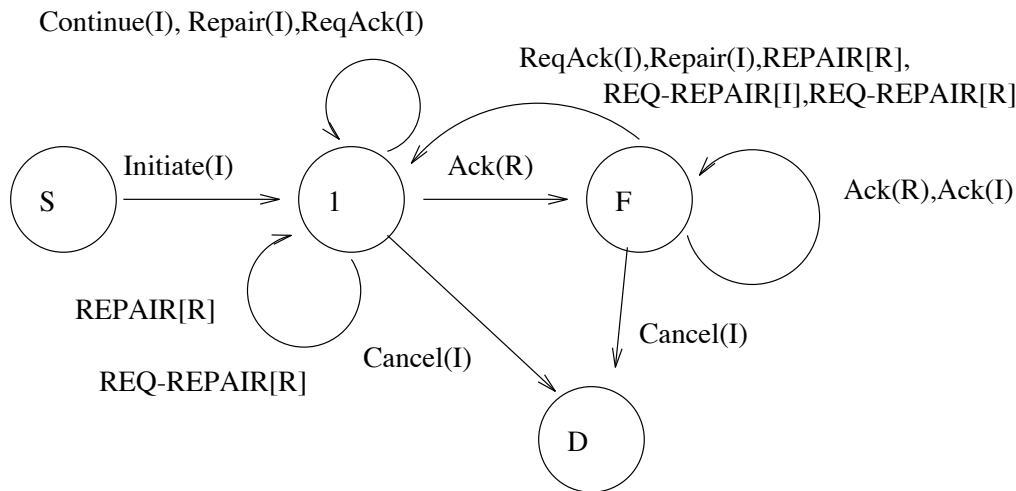 Continue(I), Repair(I),ReqAck(I)
ReqAck(I),Repair(I),REPAIR[R],
REQ-REPAIR[I],REQ-REPAIR[R]
Initiate(I)
Ack(R)
S
1
F
Ack(R),Ack(I)
REPAIR[R]
REQ-REPAIR[R]
Cancel(I)
Cancel(I)
D